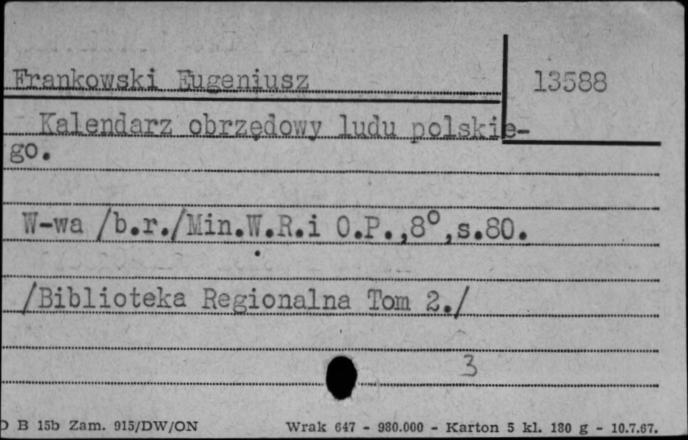 Frankowski Eugeniusz
13588
Kalendarz obrzędowy ludu polskie-
go.
W-wa /b.r./Min.W.R.i O.P.,8°,s.80.
/Biblioteka Regionalna Tom 2./
3
B 15b Zam. 915/DW/ON
Wrak 647 - 980.000 - Karton 5 kl. 180 g - 10.7.67.